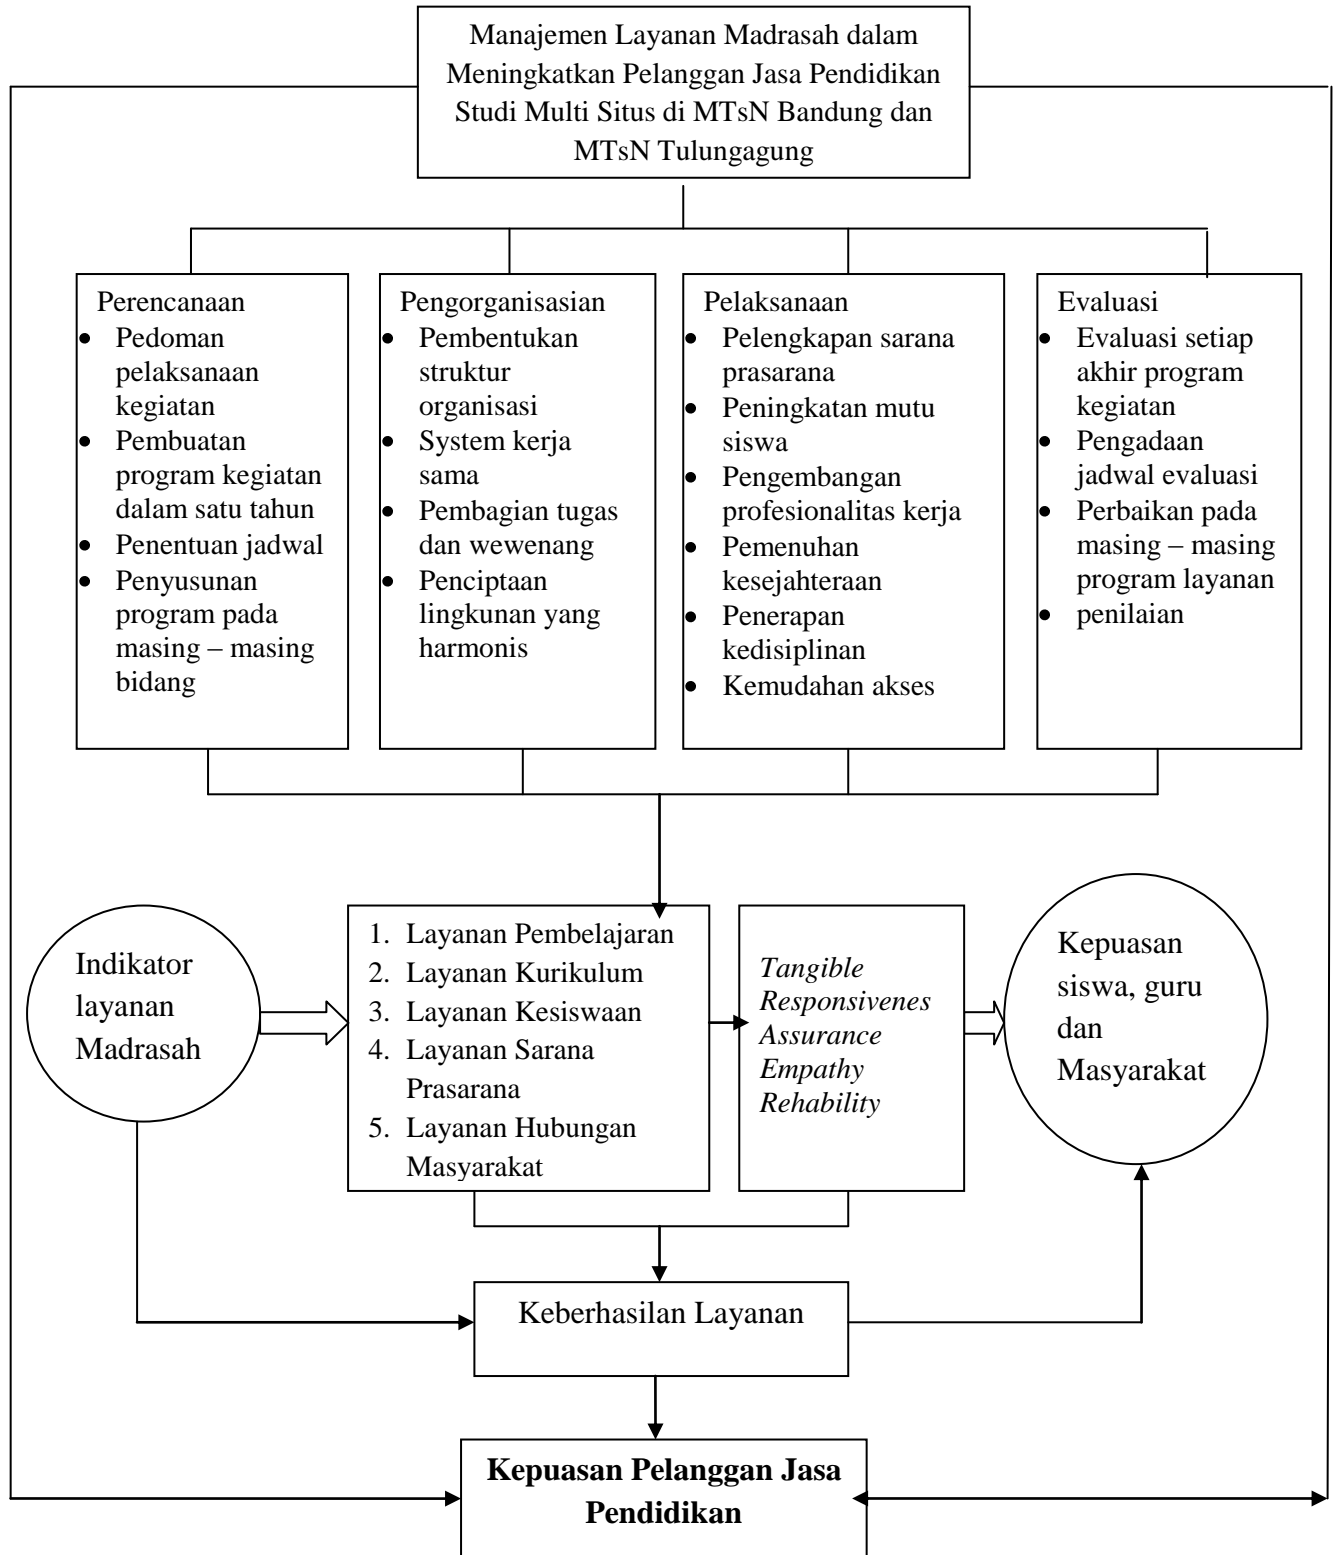 Manajemen Layanan Madrasah dalam
Meningkatkan Pelanggan Jasa Pendidikan
Studi Multi Situs di MTsN Bandung dan
MTsN Tulungagung
Perencanaan
• Pedoman
pelaksanaan
kegiatan
• Pembuatan
program kegiatan
dalam satu tahun
• Penentuan jadwal
• Penyusunan
program pada
masing – masing
bidang
Pengorganisasian
• Pembentukan
struktur
organisasi
• System kerja
sama
• Pembagian tugas
dan wewenang
• Penciptaan
lingkunan yang
harmonis
Pelaksanaan
• Pelengkapan sarana
prasarana
• Peningkatan mutu
siswa
• Pengembangan
profesionalitas kerja
• Pemenuhan
kesejahteraan
• Penerapan
kedisiplinan
• Kemudahan akses
Evaluasi
• Evaluasi setiap
akhir program
kegiatan
• Pengadaan
jadwal evaluasi
• Perbaikan pada
masing – masing
program layanan
• penilaian
Indikator
layanan
Madrasah
1. Layanan Pembelajaran
2. Layanan Kurikulum
3. Layanan Kesiswaan
4. Layanan Sarana
Prasarana
5. Layanan Hubungan
Masyarakat
Tangible
Responsivenes
Assurance
Empathy
Rehability
Kepuasan
siswa, guru
dan
Masyarakat
Keberhasilan Layanan
Kepuasan Pelanggan Jasa
Pendidikan